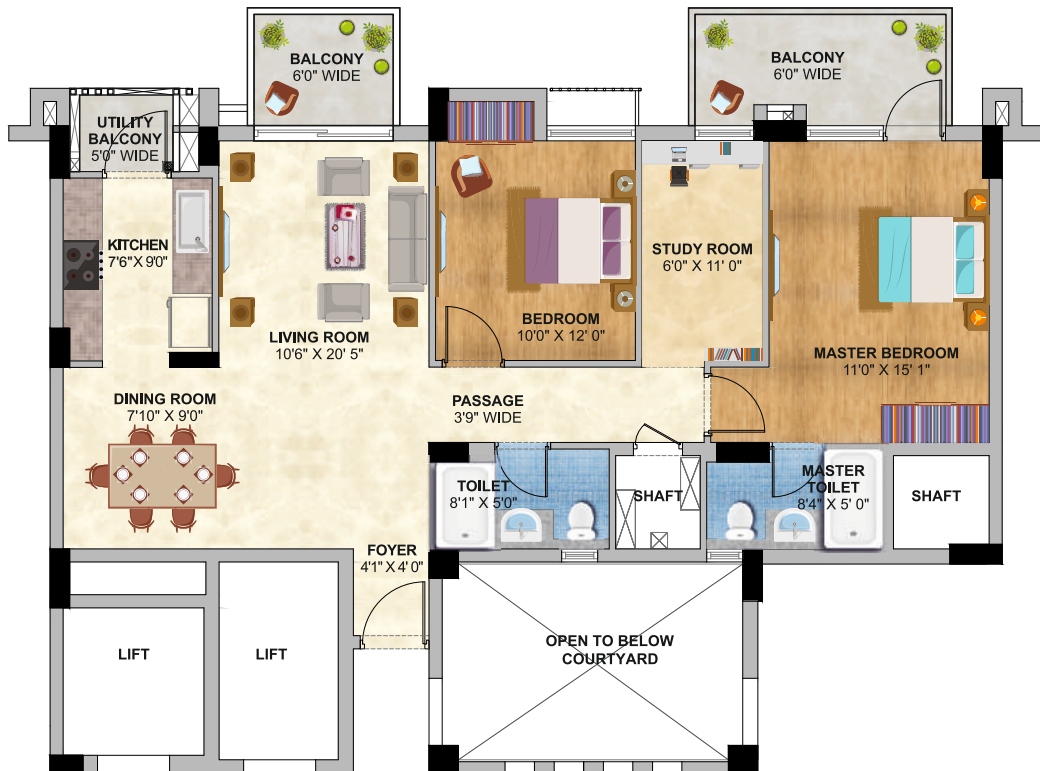 BALCONY
6'0" WIDE
BALCONY
6'0" WIDE
UTILITY
BALCONY
5'0" WIDE
KITCHEN
7'6"X 9'0"
STUDY ROOM
6'0" X 11' 0"
BEDROOM
10'0" X 12' 0"
LIVING ROOM
10'6" X 20' 5"
MASTER BEDROOM
11'0" X 15' 1"
DINING ROOM
7'10" X 9'0"
PASSAGE
3'9" WIDE
TOILET
8'1" X 5'0"
SHAFT
MASTER
TOILET
8'4" X 5' 0"
SHAFT
FOYER
4'1" X 4' 0"
LIFT
LIFT
OPEN TO BELOW
COURTYARD